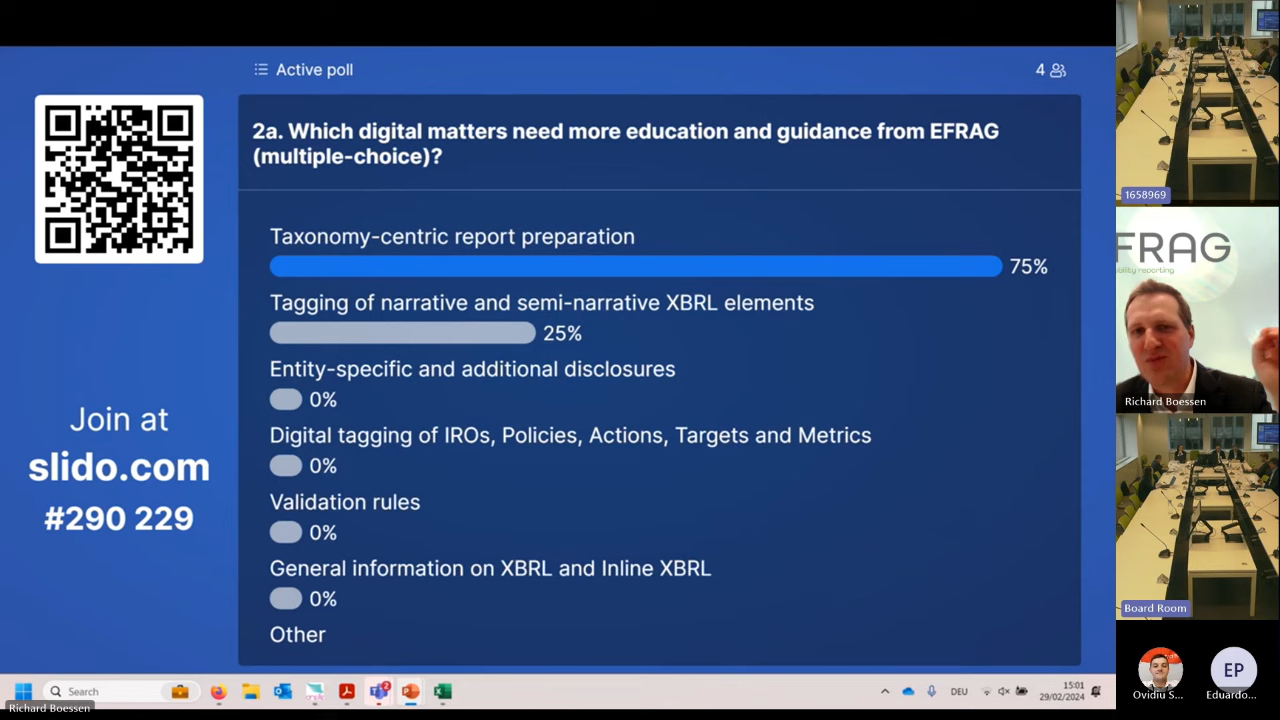 Active poll
4
2a. Which digital matters need more education and guidance from EFRAG
(multiple-choice)?
Taxonomy-centric report preparation
75%
Tagging of narrative and semi-narrative XBRL elements
25%
Entity-specific and additional disclosures
0%
Digital tagging of IROs, Policies, Actions, Targets and Metrics
0%
Validation rules
0%
General information on XBRL and Inline XBRL
0%
Other
Join at
slido.com
#290 229
Search
DEU
15:01
29/02/2024
Richard Boessen
1658969
FRAG
bility reporting
Richard Boessen
Board Room
Ovidiu S...
EP
Eduardo...